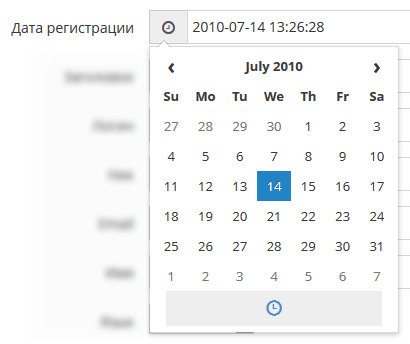 Дата регистрации 2010-07-14 13:26:28
‹ July 2010 ›
Su Mo Tu We Th Fr Sa
27 28 29 30 1 2 3
4 5 6 7 8 9 10
11 12 13 14 15 16 17
18 19 20 21 22 23 24
25 26 27 28 29 30 31
1 2 3 4 5 6 7